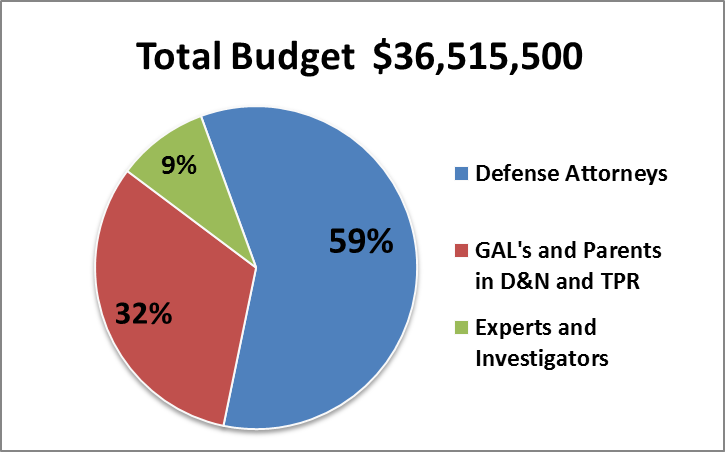 Total Budget  $36,515,500
9%
59%
32%
Defense Attorneys
GAL's and Parents
in D&N and TPR
Experts and
Investigators